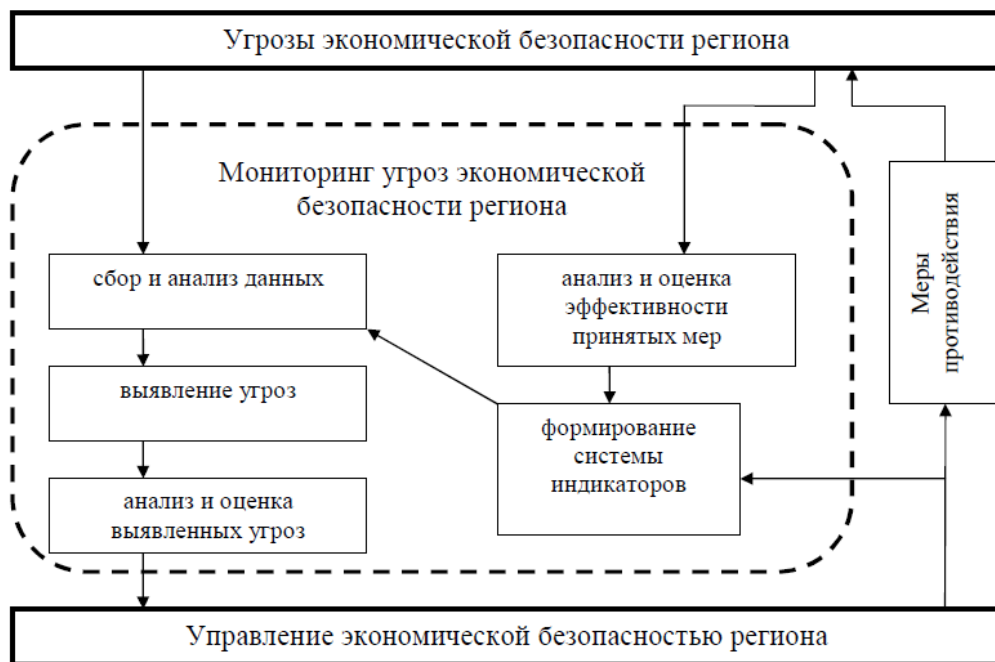 Угрозы экономической безопасности региона
Мониторинг угроз экономической
безопасности региона
сбор и анализ данных
выявление угроз
анализ и оценка
выявленных угроз
анализ и оценка
эффективности
принятых мер
формирование
системы
индикаторов
Меры
противодействия
Управление экономической безопасностью региона